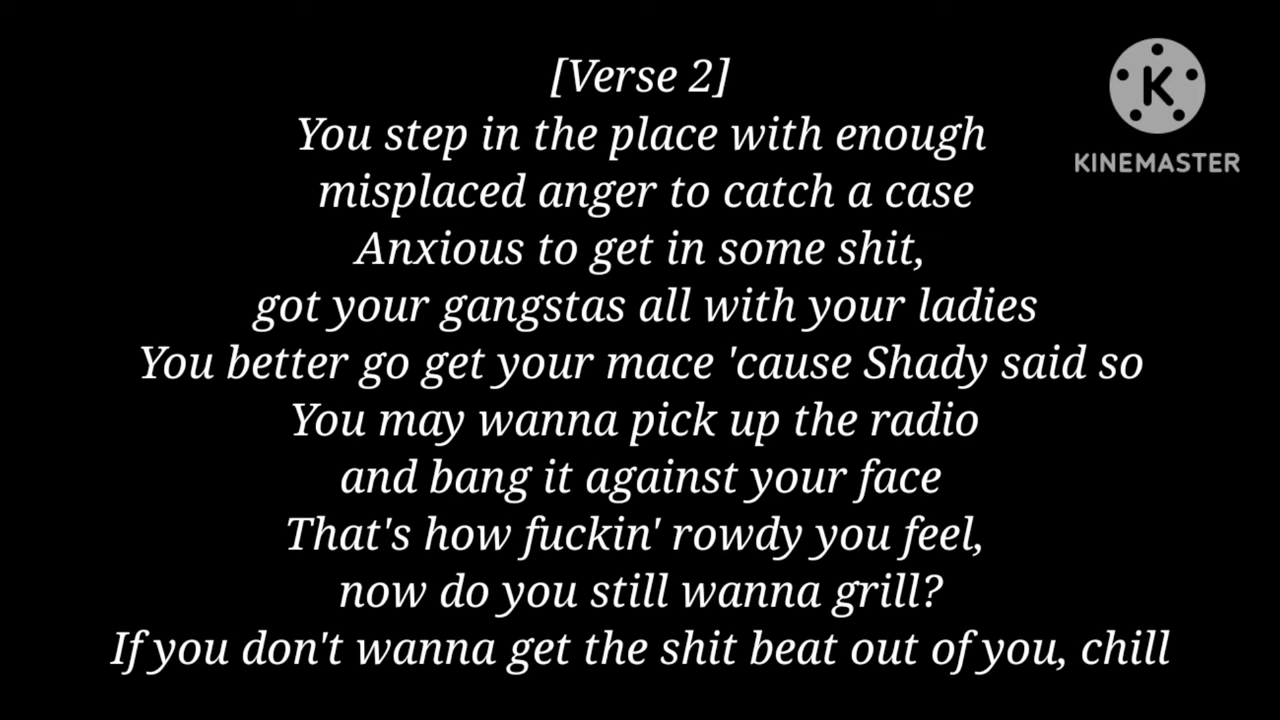 [Verse 2]
You step in the place with enough
misplaced anger to catch a case
Anxious to get in some shit,
got your gangstas all with your ladies
You better go get your mace 'cause Shady said so
You may wanna pick up the radio
and bang it against your face
That's how fuckin' rowdy you feel,
now do you still wanna grill?
If you don't wanna get the shit beat out of you, chill
K
KINEMASTER